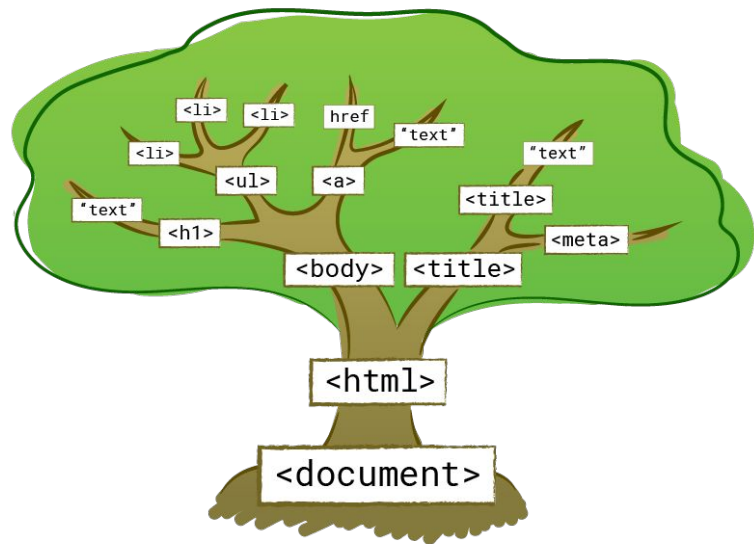 <li>
<li>
href
“text”
<li>
“text”
<ul>
<a>
<title>
“text”
<h1>
<meta>
<body>
<title>
<html>
<document>